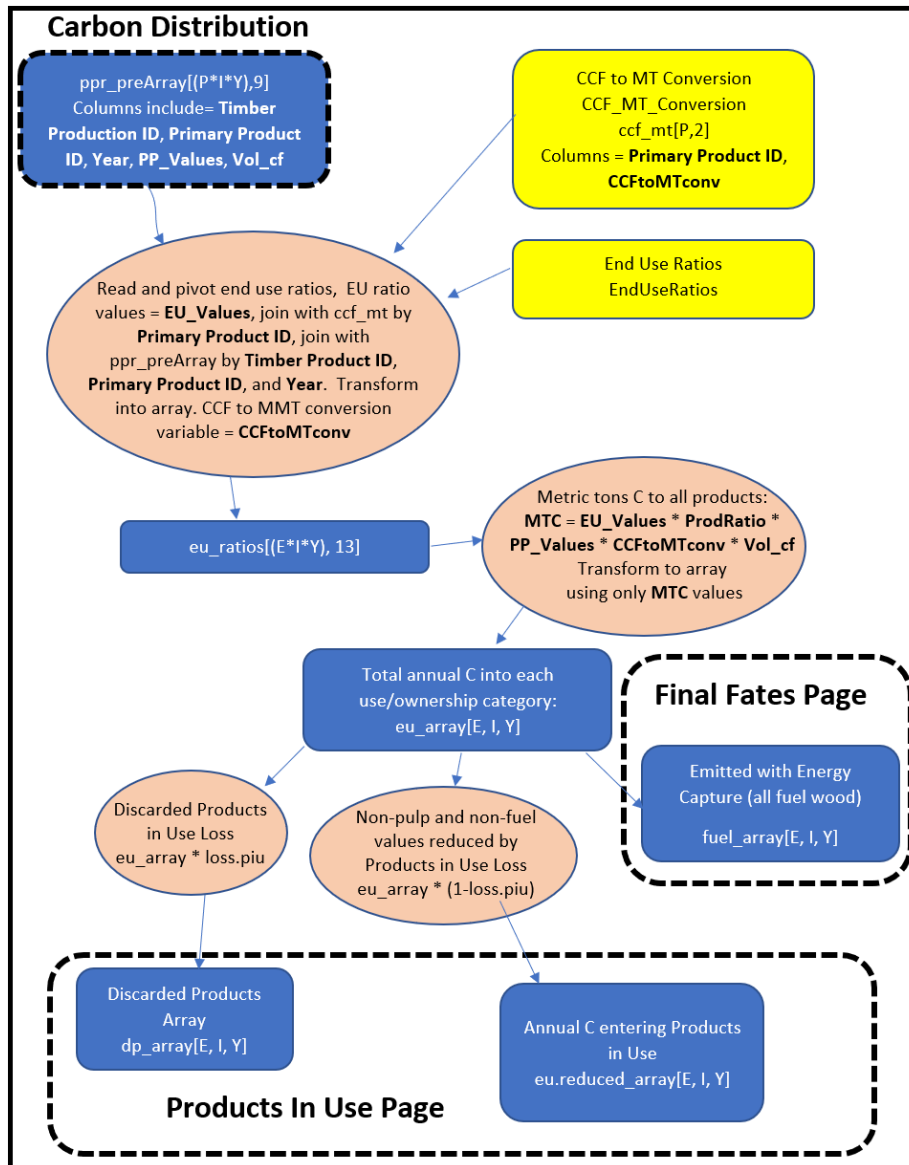 Carbon Distribution
ppr_preArray[(P*I*Y),9]
Columns include= Timber
Production ID, Primary Product
ID, Year, PP_Values, Vol_cf
CCF to MT Conversion
CCF_MT_Conversion
ccf_mt[P,2]
Columns = Primary Product ID,
CCFtoMTconv
End Use Ratios
EndUseRatios
Read and pivot end use ratios,  EU ratio
values = EU_Values, join with ccf_mt by
Primary Product ID, join with
ppr_preArray by Timber Product ID,
Primary Product ID, and Year.  Transform
into array. CCF to MMT conversion
variable = CCFtoMTconv
eu_ratios[(E*I*Y), 13]
Metric tons C to all products:
MTC = EU_Values * ProdRatio *
PP_Values * CCFtoMTconv * Vol_cf
Transform to array
using only MTC values
Total annual C into each
use/ownership category:
eu_array[E, I, Y]
Final Fates Page
Emitted with Energy
Capture (all fuel wood)
fuel_array[E, I, Y]
Discarded Products
in Use Loss
eu_array * loss.piu
Non-pulp and non-fuel
values reduced by
Products in Use Loss
eu_array * (1-loss.piu)
Discarded Products
Array
dp_array[E, I, Y]
Annual C entering Products
in Use
eu.reduced_array[E, I, Y]
Products In Use Page